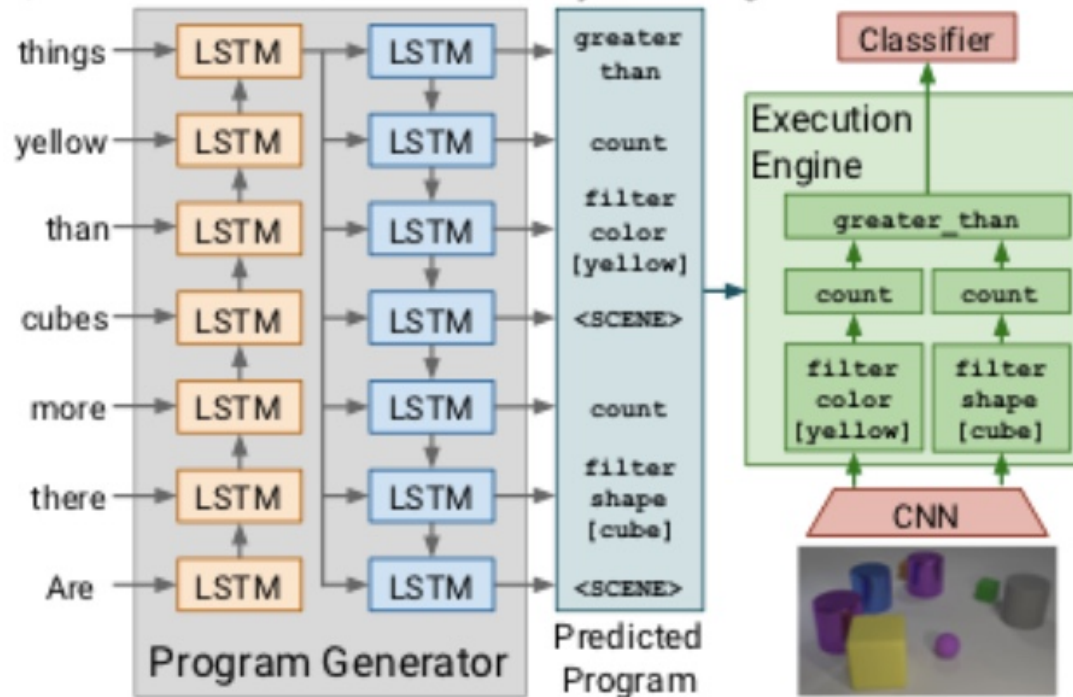 things
LSTM
LSTM
greater
than
yellow
LSTM
LSTM
count
than
LSTM
LSTM
filter
color
[yellow]
cubes
LSTM
LSTM
<SCENE>
more
LSTM
LSTM
count
there
LSTM
LSTM
filter
shape
[cube]
Are
LSTM
LSTM
<SCENE>
Program Generator
Predicted
Program
Classifier
Execution
Engine
greater_than
count
count
filter
color
[yellow]
filter
shape
[cube]
CNN